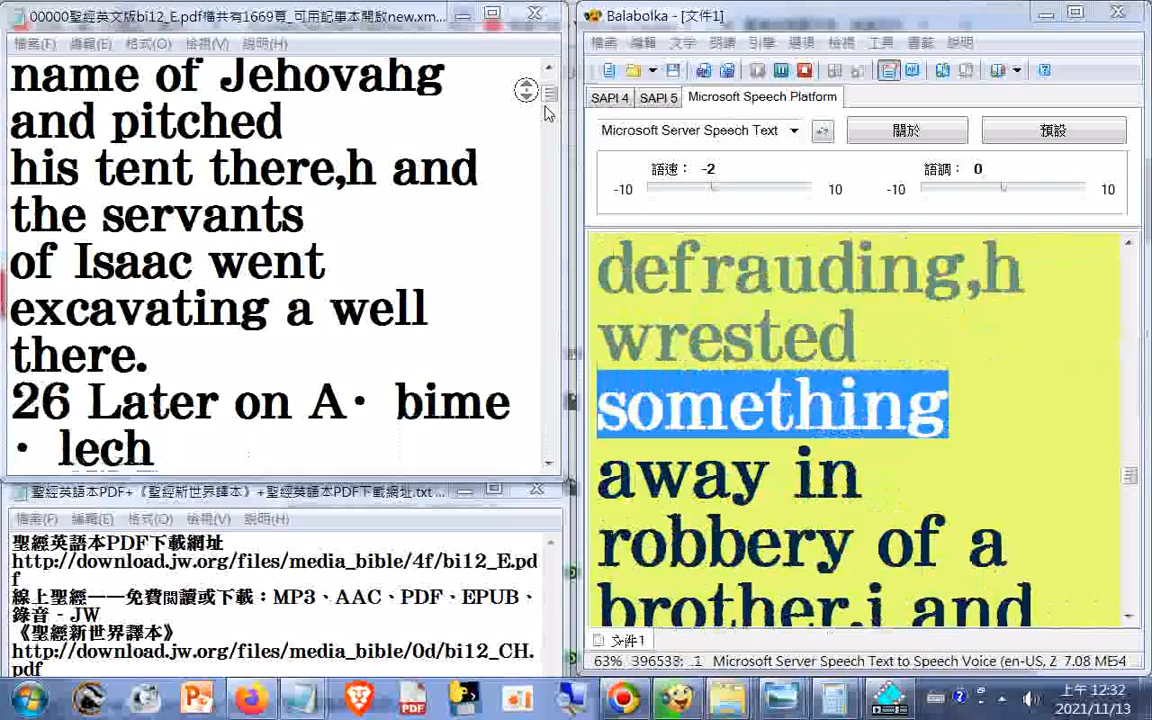 00000聖經英文版bi12_E.pdf檔共有1669頁_可用記事本開啟new.xm...
檔案(F) 編輯(E) 格式(O) 檢視(V) 說明(H)
name of Jehovahg
and pitched
his tent there,h and
the servants
of Isaac went
excavating a well
there.
26 Later on A· bime
· lech
聖經英語本PDF+《聖經新世界譯本》+聖經英語本PDF下載網址.txt ...
檔案(F) 編輯(E) 格式(O) 檢視(V) 說明(H)
聖經英語本PDF下載網址
http://download.jw.org/files/media_bible/4f/bi12_E.pd
f
線上聖經——免費閱讀或下載：MP3、AAC、PDF、EPUB、
錄音 - JW
《聖經新世界譯本》
http://download.jw.org/files/media_bible/0d/bi12_CH.
pdf
Balabolka - [文件1]
檔案 編輯 文字 朗讀 引擎 選項 檢視 工具 書籤 說明
SAPI 4 SAPI 5 Microsoft Speech Platform
Microsoft Server Speech Text 關於 預設
語速： -2 語調： 0
-10 10 -10 10
defrauding,h
wrested
something
away in
robbery of a
brother,i and
文件1
63% 396538: .1 Microsoft Server Speech Text to Speech Voice (en-US, Z 7.08 ME54
上午 12:32
2021/11/13